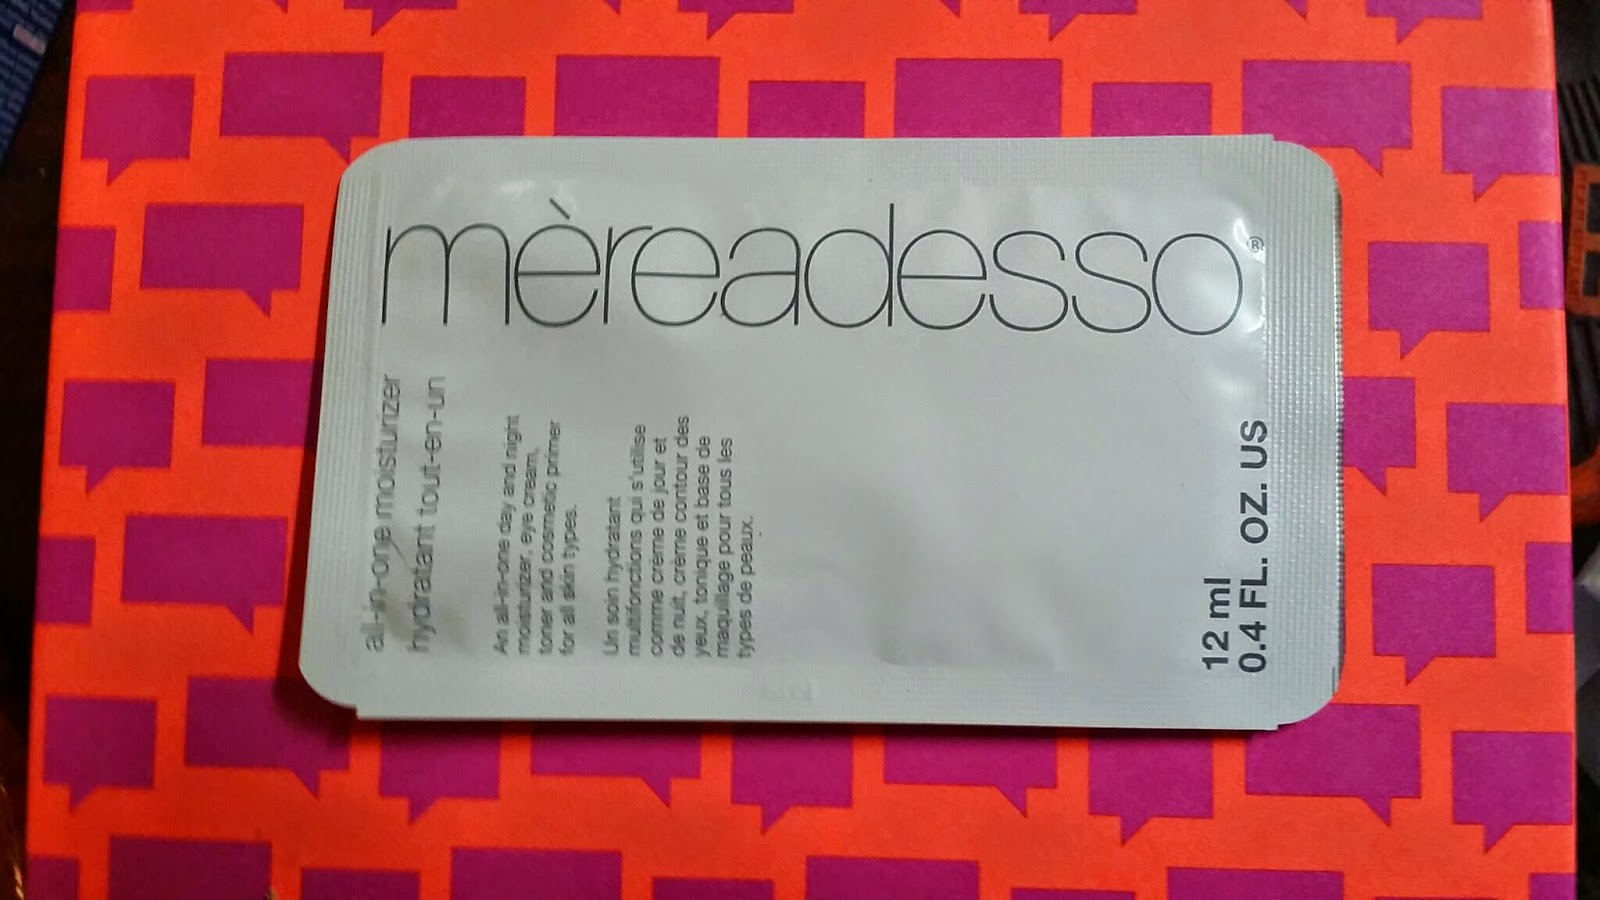 mèreadesso®
all-in-one moisturizer
hydratant tout-en-un
An all-in-one day and night
moisturizer, eye cream,
toner and cosmetic primer
for all skin types.
Un soin hydratant
multifonctions qui s'utilise
comme crème de jour et
de nuit, crème contour des
yeux, tonique et base de
maquillage pour tous les
types de peaux.
12 ml
0.4 FL. OZ. US